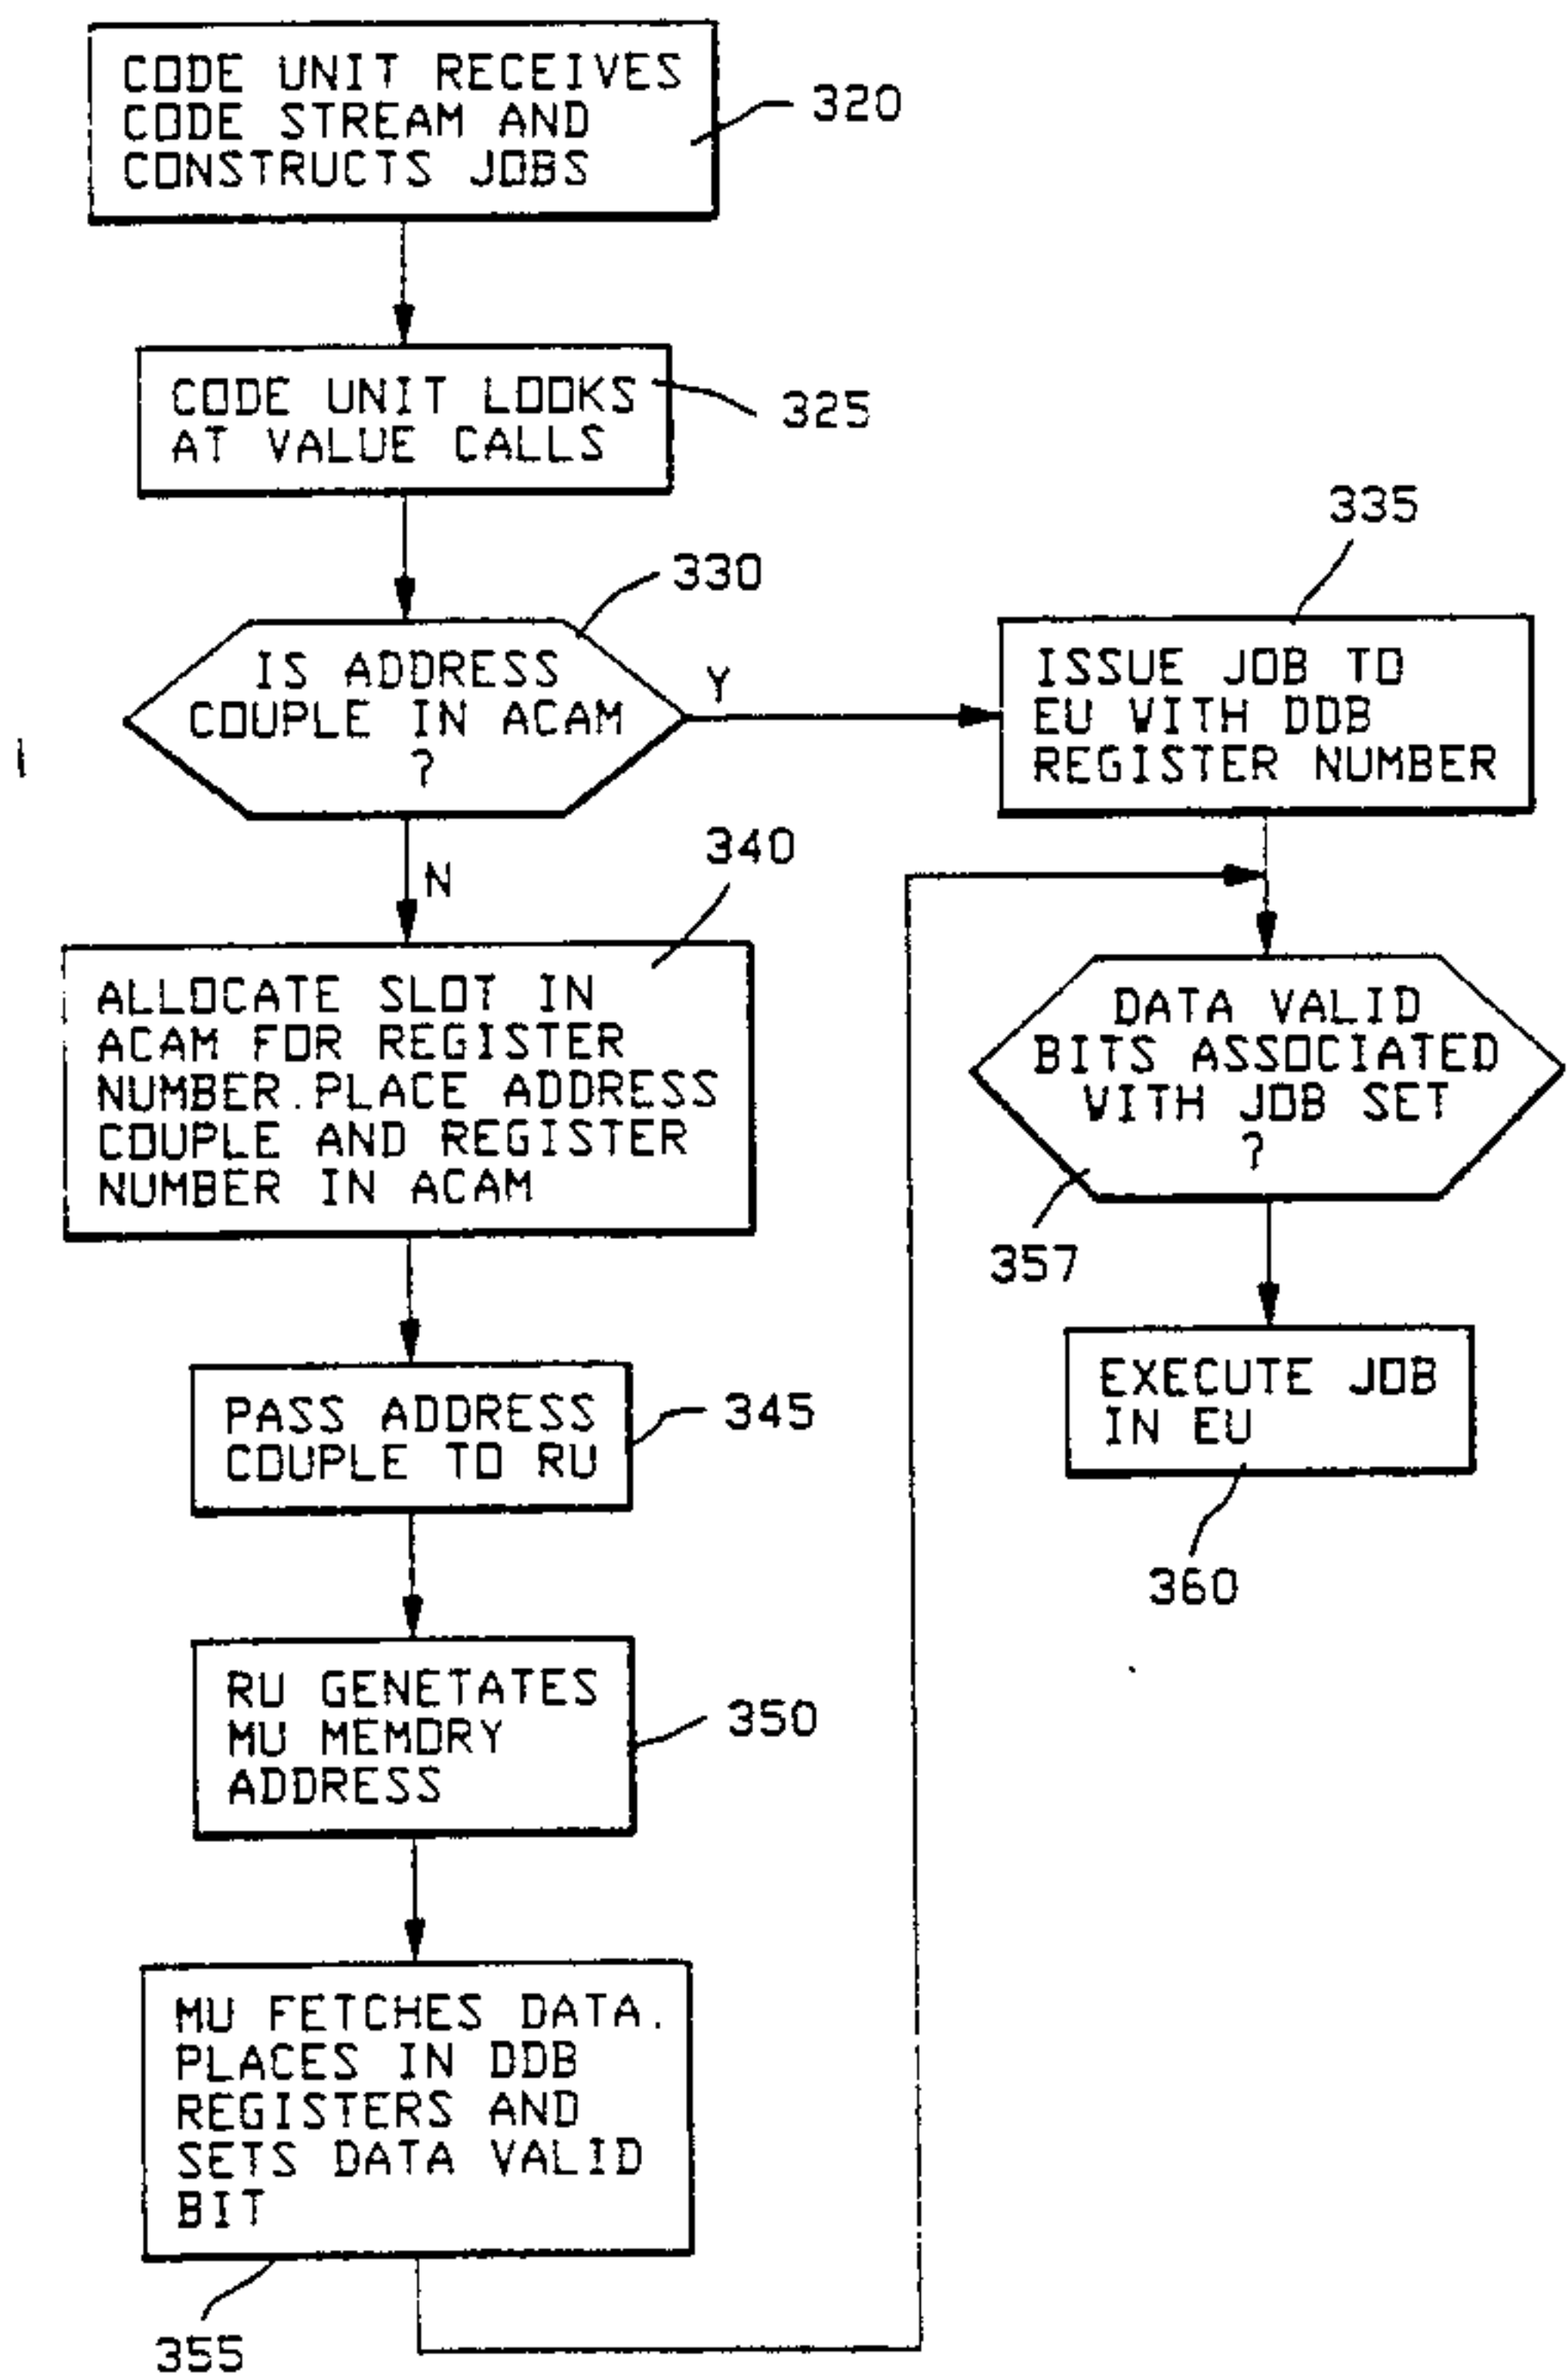 CODE UNIT RECEIVES
CODE STREAM AND
CONSTRUCTS JOBS
320
CODE UNIT LOOKS
AT VALUE CALLS
325
330
IS ADDRESS
COUPLE IN ACAM
?
Y
N
335
ISSUE JOB TO
EU WITH DDB
REGISTER NUMBER
340
ALLOCATE SLOT IN
ACAM FOR REGISTER
NUMBER.PLACE ADDRESS
COUPLE AND REGISTER
NUMBER IN ACAM
DATA VALID
BITS ASSOCIATED
WITH JOB SET
?
357
PASS ADDRESS
COUPLE TO RU
345
EXECUTE JOB
IN EU
360
RU GENETATES
MU MEMORY
ADDRESS
350
MU FETCHES DATA.
PLACES IN DDB
REGISTERS AND
SETS DATA VALID
BIT
355